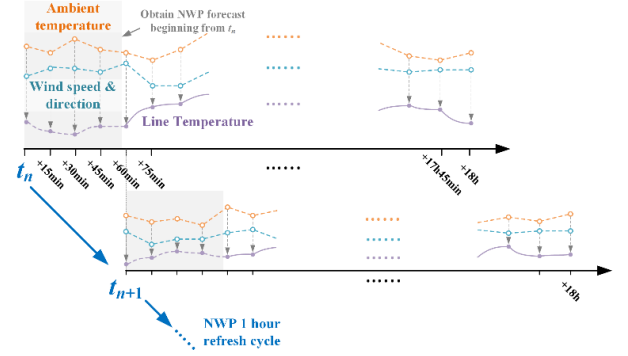 Ambient
temperature
Obtain NWP forecast
beginning from tn
Wind speed &
direction
Line Temperature
tn
+15min
+30min
+45min
+60min
+75min
......
+17h45min
+18h
tn+1
......
+18h
NWP 1 hour
refresh cycle